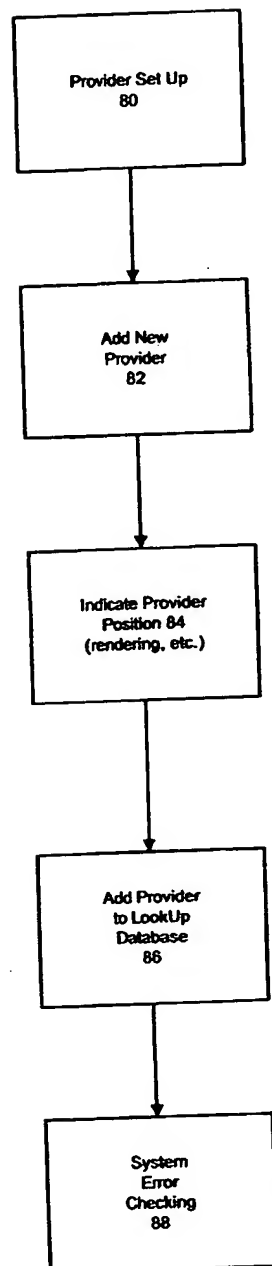 Provider Set Up
80
Add New
Provider
82
Indicate Provider
Position 84
(rendering, etc.)
Add Provider
to LookUp
Database
86
System
Error
Checking
88